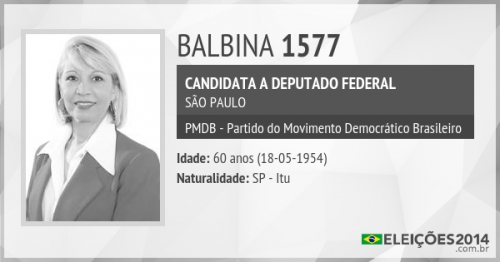 BALBINA 1577
CANDIDATA A DEPUTADO FEDERAL
SÃO PAULO
PMDB - Partido do Movimento Democrático Brasileiro
Idade: 60 anos (18-05-1954)
Naturalidade: SP - Itu
ELEIÇÕES2014
.com.br